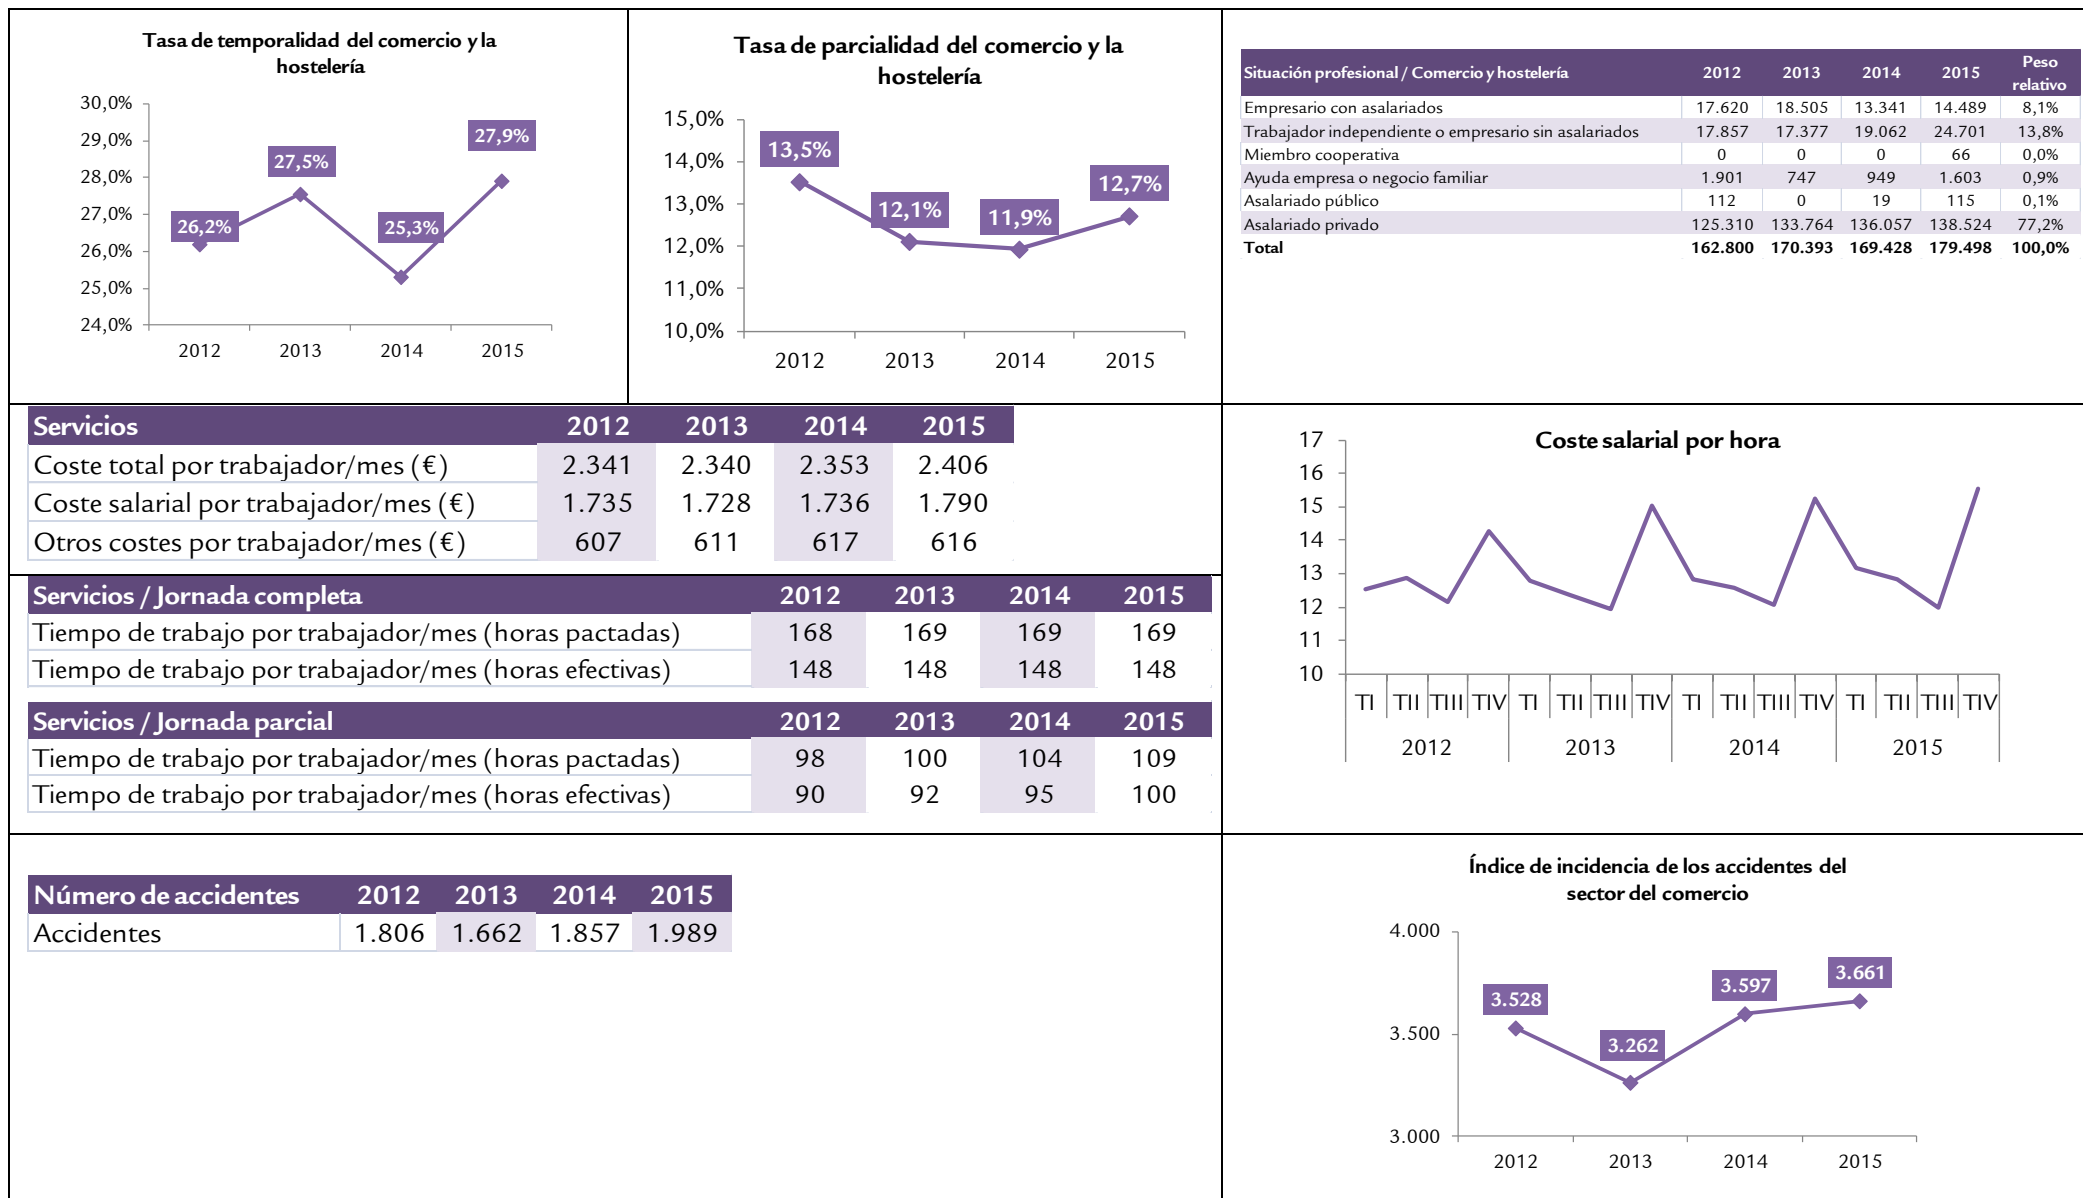 Tasa de temporalidad del comercio y la
hostelería
30,0%
29,0%
28,0%
27,0%
26,0%
25,0%
24,0%
26,2%
27,5%
25,3%
27,9%
2012 2013 2014 2015
Tasa de parcialidad del comercio y la
hostelería
15,0%
14,0%
13,0%
12,0%
11,0%
10,0%
13,5%
12,1%
11,9%
12,7%
2012 2013 2014 2015
Situación profesional / Comercio y hostelería 2012 2013 2014 2015 Peso relativo
Empresario con asalariados 17.620 18.505 13.341 14.489 8,1%
Trabajador independiente o empresario sin asalariados 17.857 17.377 19.062 24.701 13,8%
Miembro cooperativa 0 0 0 66 0,0%
Ayuda empresa o negocio familiar 1.901 747 949 1.603 0,9%
Asalariado público 112 0 19 115 0,1%
Asalariado privado 125.310 133.764 136.057 138.524 77,2%
Total 162.800 170.393 169.428 179.498 100,0%
Servicios 2012 2013 2014 2015
Coste total por trabajador/mes (€) 2.341 2.340 2.353 2.406
Coste salarial por trabajador/mes (€) 1.735 1.728 1.736 1.790
Otros costes por trabajador/mes (€) 607 611 617 616
Servicios / Jornada completa 2012 2013 2014 2015
Tiempo de trabajo por trabajador/mes (horas pactadas) 168 169 169 169
Tiempo de trabajo por trabajador/mes (horas efectivas) 148 148 148 148
Servicios / Jornada parcial 2012 2013 2014 2015
Tiempo de trabajo por trabajador/mes (horas pactadas) 98 100 104 109
Tiempo de trabajo por trabajador/mes (horas efectivas) 90 92 95 100
Coste salarial por hora
17
16
15
14
13
12
11
10
TI TII TIII TIV TI TII TIII TIV TI TII TIII TIV TI TII TIII TIV
2012 2013 2014 2015
Número de accidentes 2012 2013 2014 2015
Accidentes 1.806 1.662 1.857 1.989
Índice de incidencia de los accidentes del
sector del comercio
4.000
3.500
3.000
3.528
3.262
3.597
3.661
2012 2013 2014 2015